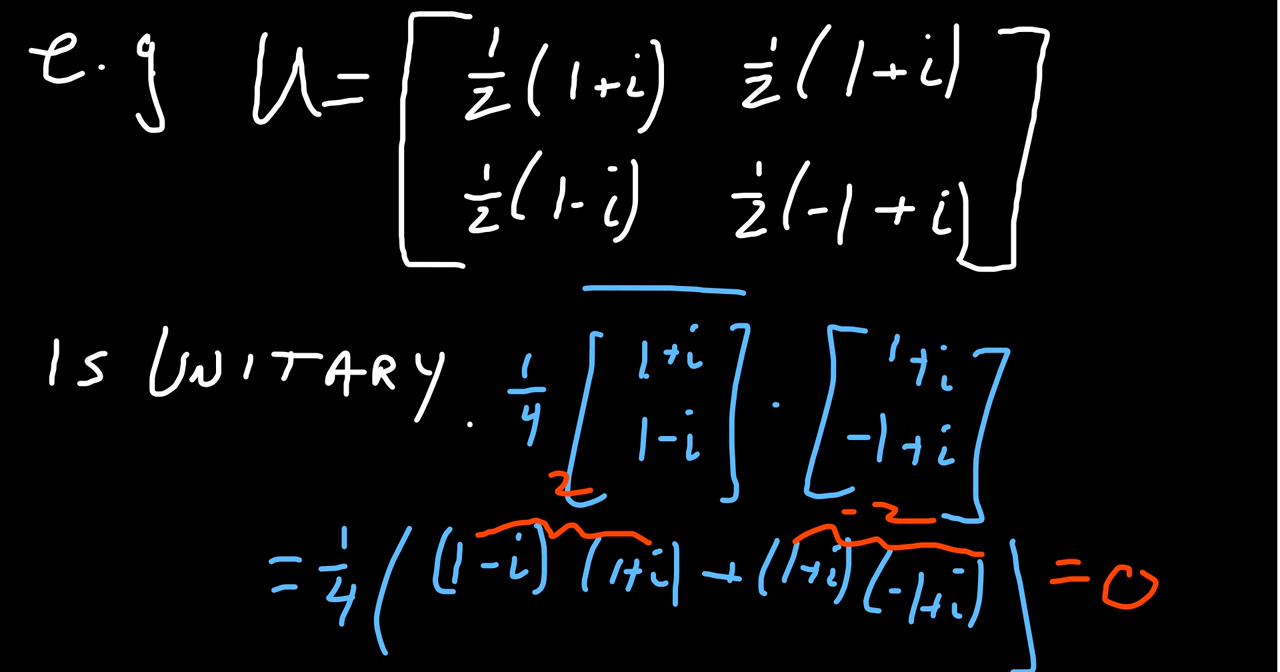 e.g U = [ 1/2 (1+i) 1/2 (1+i)
1/2 (1-i) 1/2 (-1+i) ]
IS UNITARY. 1/4 [ 1+i ] · [ 1+i ]
[ 1-i ] [ -1+i ]
2 -2
= 1/4 ( (1-i) (1+i) + (1+i) (-1+i) ) = 0